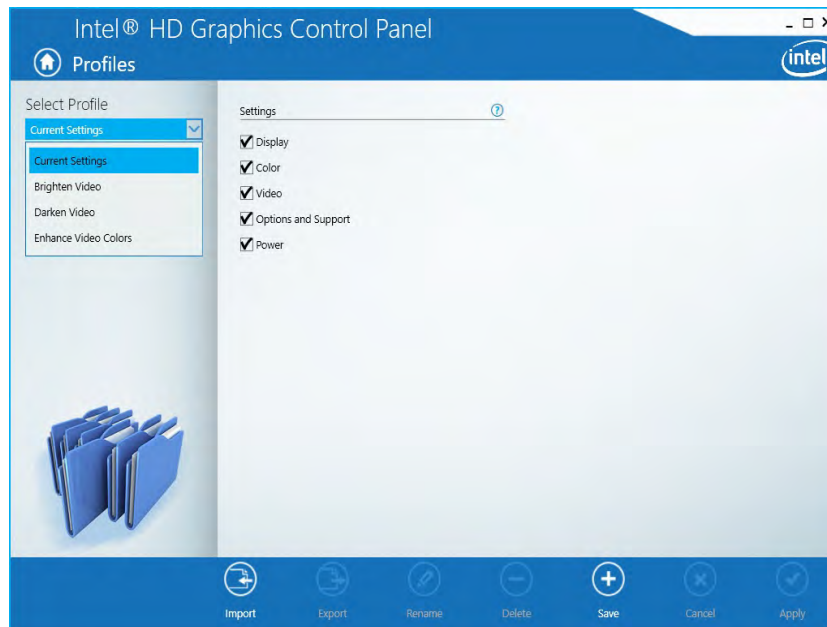 Intel® HD Graphics Control Panel
Profiles
intel
Select Profile
Current Settings
Current Settings
Brighten Video
Darken Video
Enhance Video Colors
Settings
?
Display
Color
Video
Options and Support
Power
Import
Export
Rename
Delete
Save
Cancel
Apply